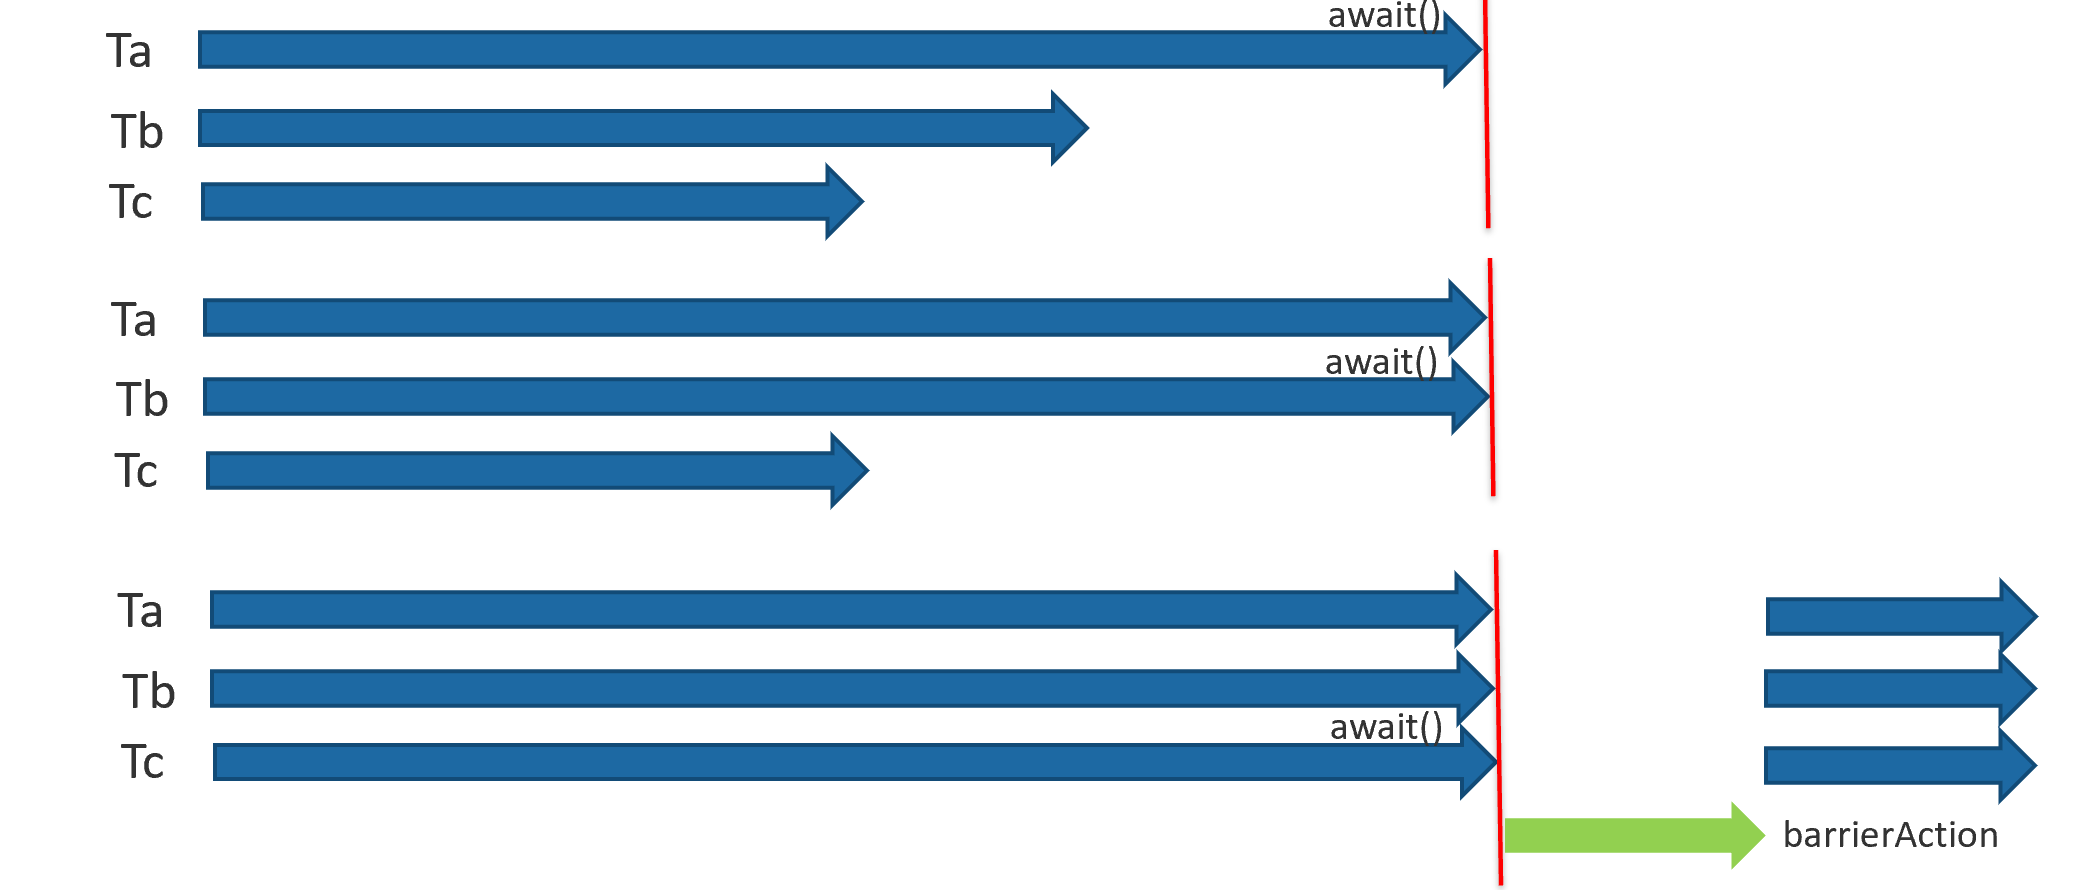 await()
Ta
Tb
Tc
Ta
await()
Tb
Tc
Ta
Tb
await()
Tc
barrierAction